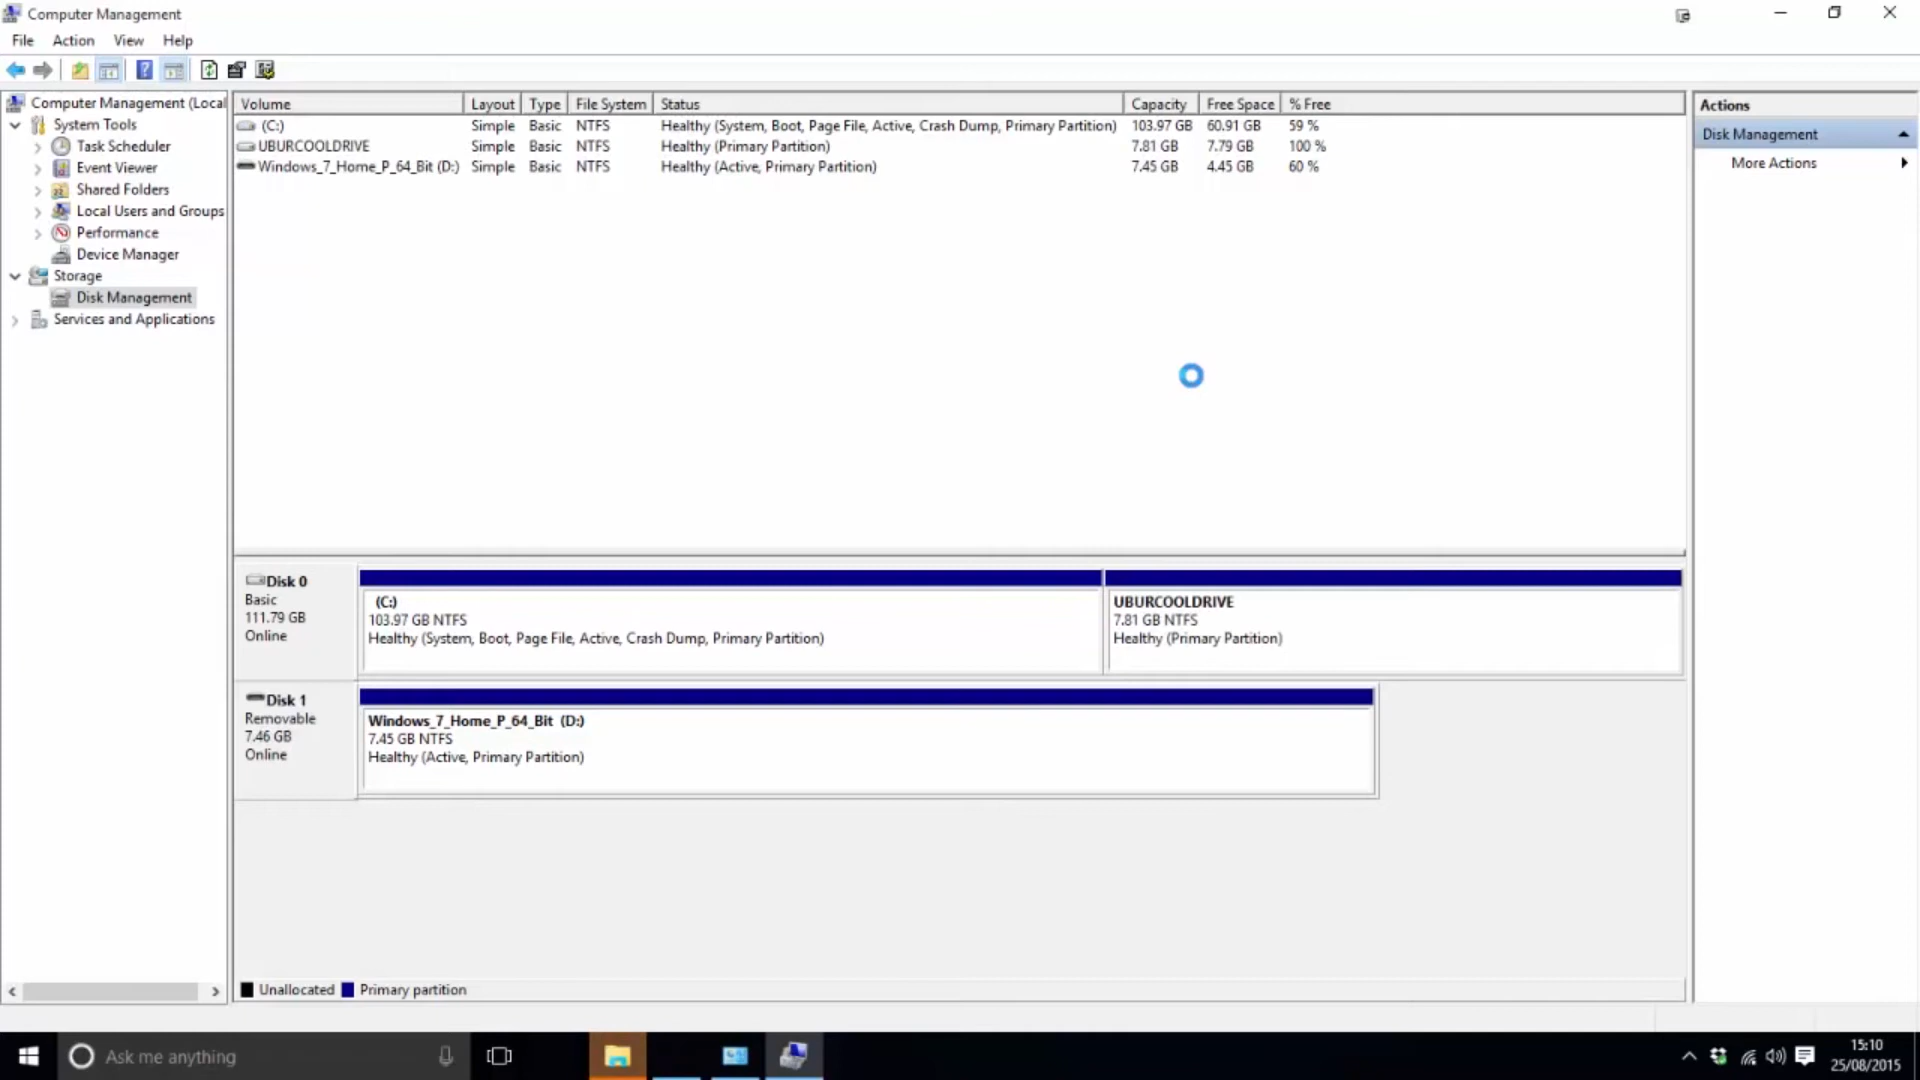 Computer Management
File Action View Help
Computer Management (Local
System Tools
Task Scheduler
Event Viewer
Shared Folders
Local Users and Groups
Performance
Device Manager
Storage
Disk Management
Services and Applications
Volume Layout Type File System Status Capacity Free Space % Free
(C:) Simple Basic NTFS Healthy (System, Boot, Page File, Active, Crash Dump, Primary Partition) 103.97 GB 60.91 GB 59 %
UBURCOOLDRIVE Simple Basic NTFS Healthy (Primary Partition) 7.81 GB 7.79 GB 100 %
Windows_7_Home_P_64_Bit (D:) Simple Basic NTFS Healthy (Active, Primary Partition) 7.45 GB 4.45 GB 60 %
Actions
Disk Management
More Actions
Disk 0
Basic
111.79 GB
Online
(C:)
103.97 GB NTFS
Healthy (System, Boot, Page File, Active, Crash Dump, Primary Partition)
UBURCOOLDRIVE
7.81 GB NTFS
Healthy (Primary Partition)
Disk 1
Removable
7.46 GB
Online
Windows_7_Home_P_64_Bit (D:)
7.45 GB NTFS
Healthy (Active, Primary Partition)
Unallocated Primary partition
Ask me anything
15:10
25/08/2015